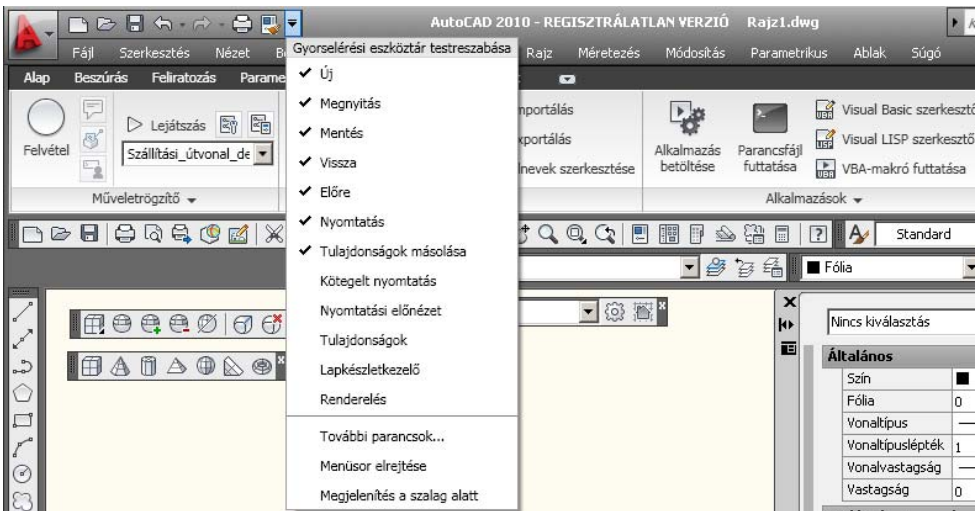 AutoCAD 2010 - REGISZTRÁLATLAN VERZIÓ Rajz1.dwg
Fájl Szerkesztés Nézet Rajz Méretezés Módosítás Parametrikus Ablak Súgó
Alap Beszúrás Feliratozás Parame
Gyorselérési eszköztár testreszabása
Új
Megnyitás
Mentés
Vissza
Előre
Nyomtatás
Tulajdonságok másolása
Kötegelt nyomtatás
Nyomtatási előnézet
Tulajdonságok
Lapkészletkezelő
Renderelés
További parancsok...
Menüsor elrejtése
Megjelenítés a szalag alatt
Felvétel
Lejátszás
Szállítási_útvonal_de
Műveletrögzítő
mportálás
xportálás
lnevek szerkesztése
Alkalmazás betöltése
Parancsfájl futtatása
Visual Basic szerkesztő
Visual LISP szerkesztő
VBA-makró futtatása
Alkalmazások
Standard
Fólia
Nincs kiválasztás
Általános
Szín
Fólia 0
Vonaltípus
Vonaltípuslépték 1
Vonalvastagság
Vastagság 0